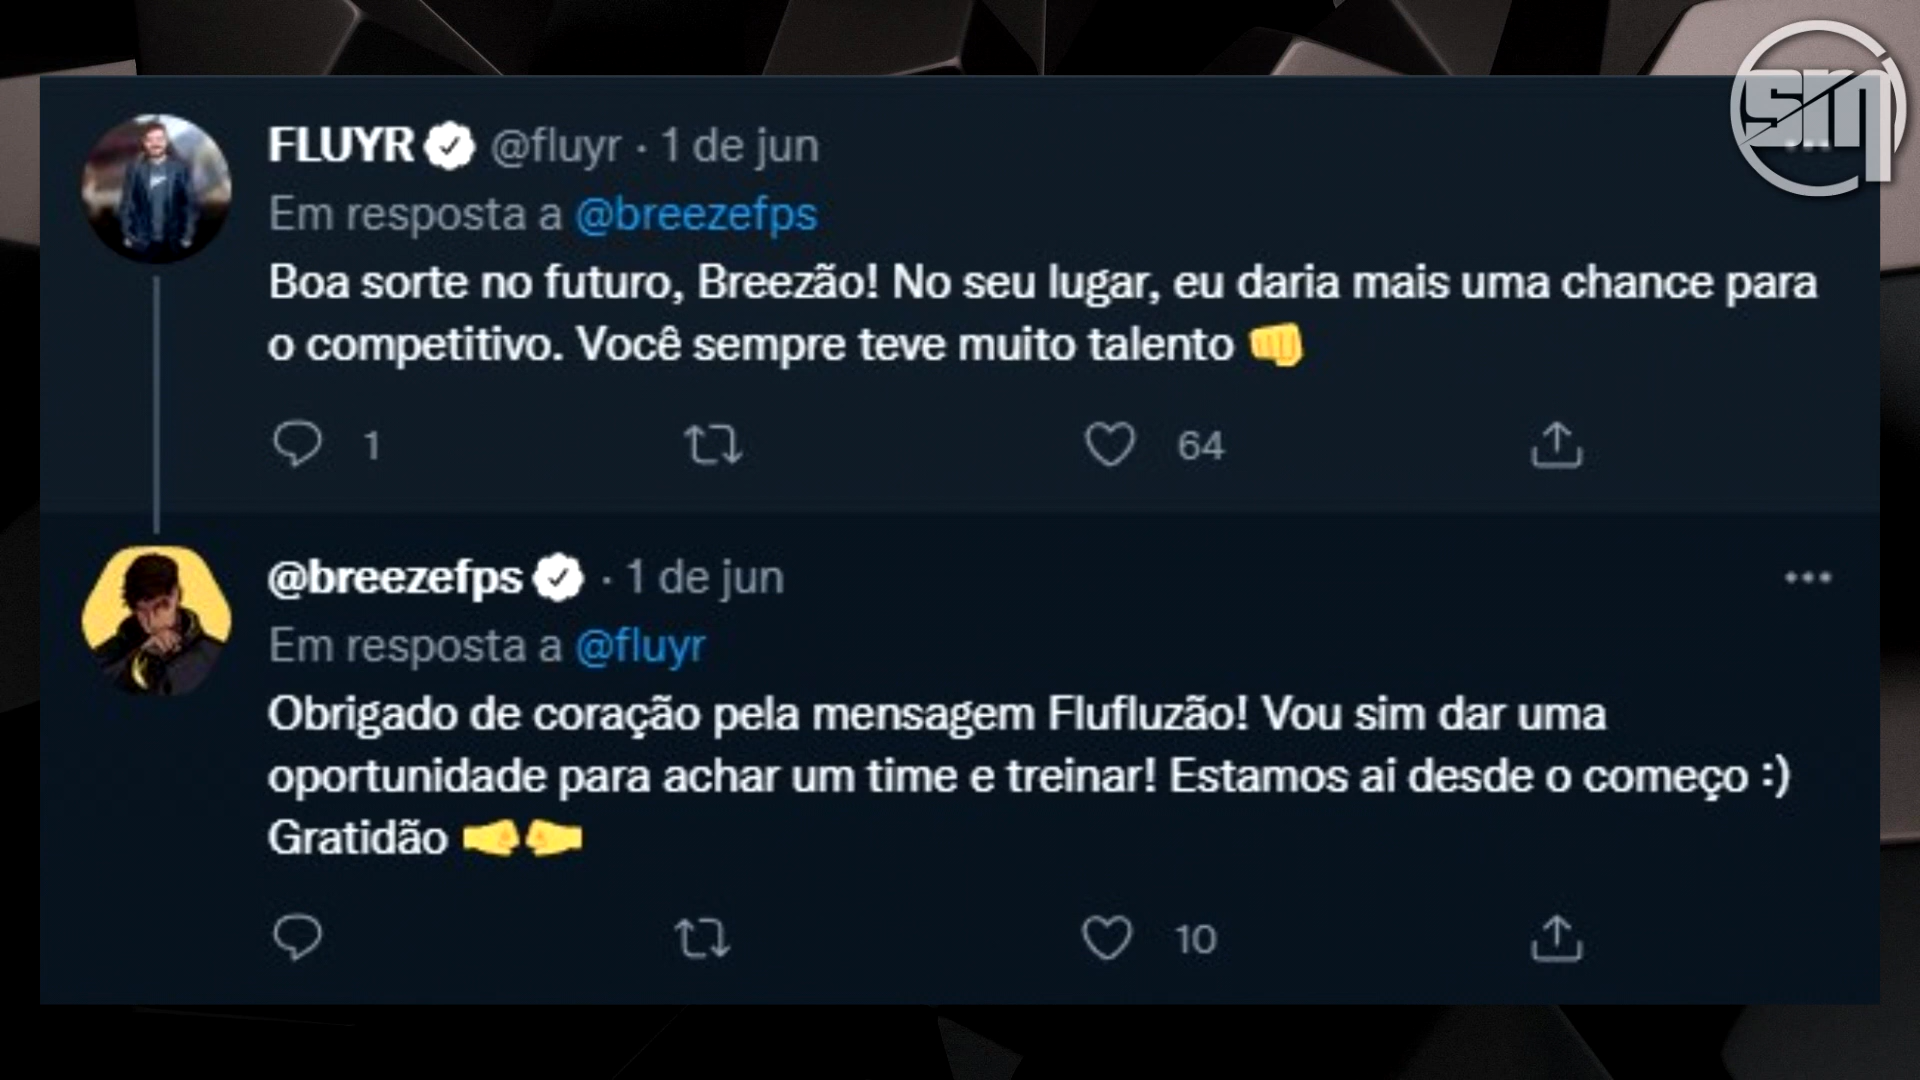 SM
FLUYR @fluyr · 1 de jun
Em resposta a @breezefps
Boa sorte no futuro, Breezão! No seu lugar, eu daria mais uma chance para
o competitivo. Você sempre teve muito talento 👊
1 64
@breezefps · 1 de jun
Em resposta a @fluyr
Obrigado de coração pela mensagem Flufluzão! Vou sim dar uma
oportunidade para achar um time e treinar! Estamos ai desde o começo :)
Gratidão 🤜🤛
10